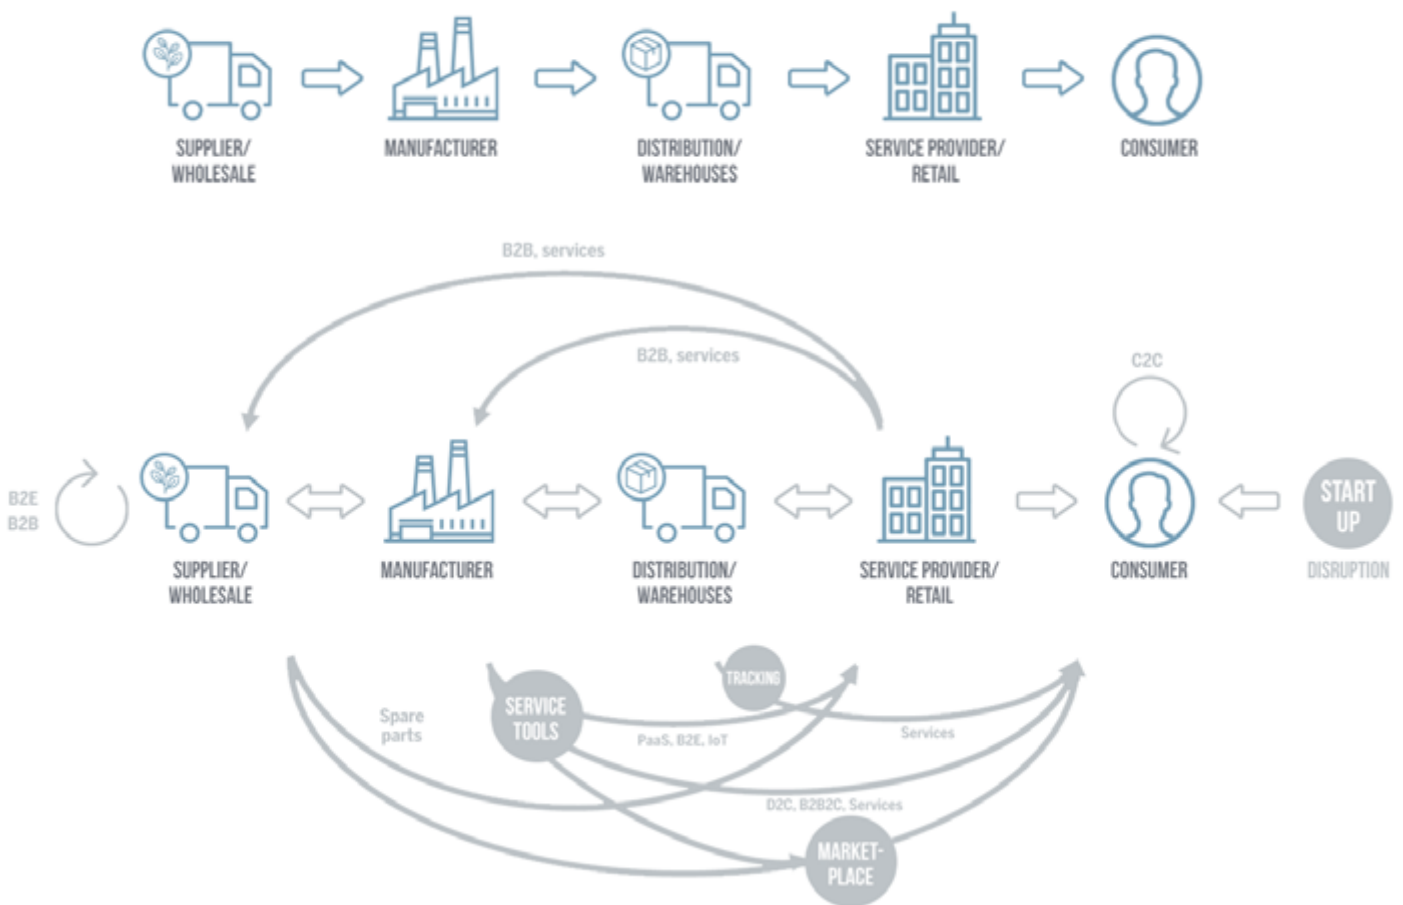 SUPPLIER/
WHOLESALE
MANUFACTURER
DISTRIBUTION/
WAREHOUSES
SERVICE PROVIDER/
RETAIL
CONSUMER
B2B, services
B2B, services
C2C
B2E
B2B
START
UP
SUPPLIER/
WHOLESALE
MANUFACTURER
DISTRIBUTION/
WAREHOUSES
SERVICE PROVIDER/
RETAIL
CONSUMER
DISRUPTION
TRACKING
SERVICE
TOOLS
Spare
parts
PaaS, B2E, IoT
Services
D2C, B2B2C, Services
MARKET-
PLACE